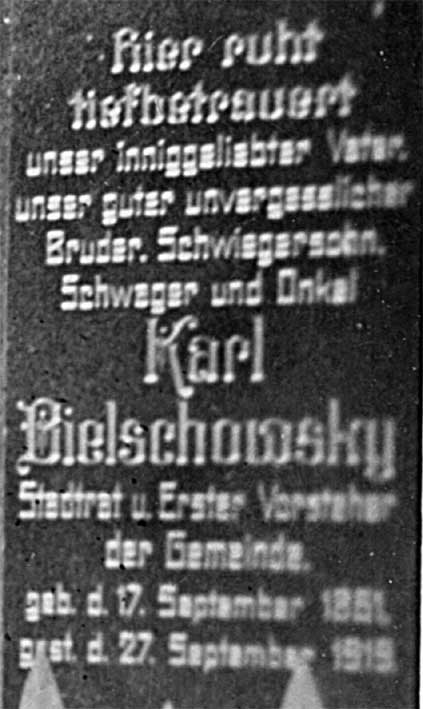 Hier ruht
tiefbetrauert
unser inniggeliebter Vater,
unser guter unvergesslicher
Bruder, Schwiegersohn,
Schwager und Onkel
Karl
Bielschowsky
Stadtrat u. Erster Vorsteher
der Gemeinde.
geb. d. 17. September 1861,
gest. d. 27. September 1919.